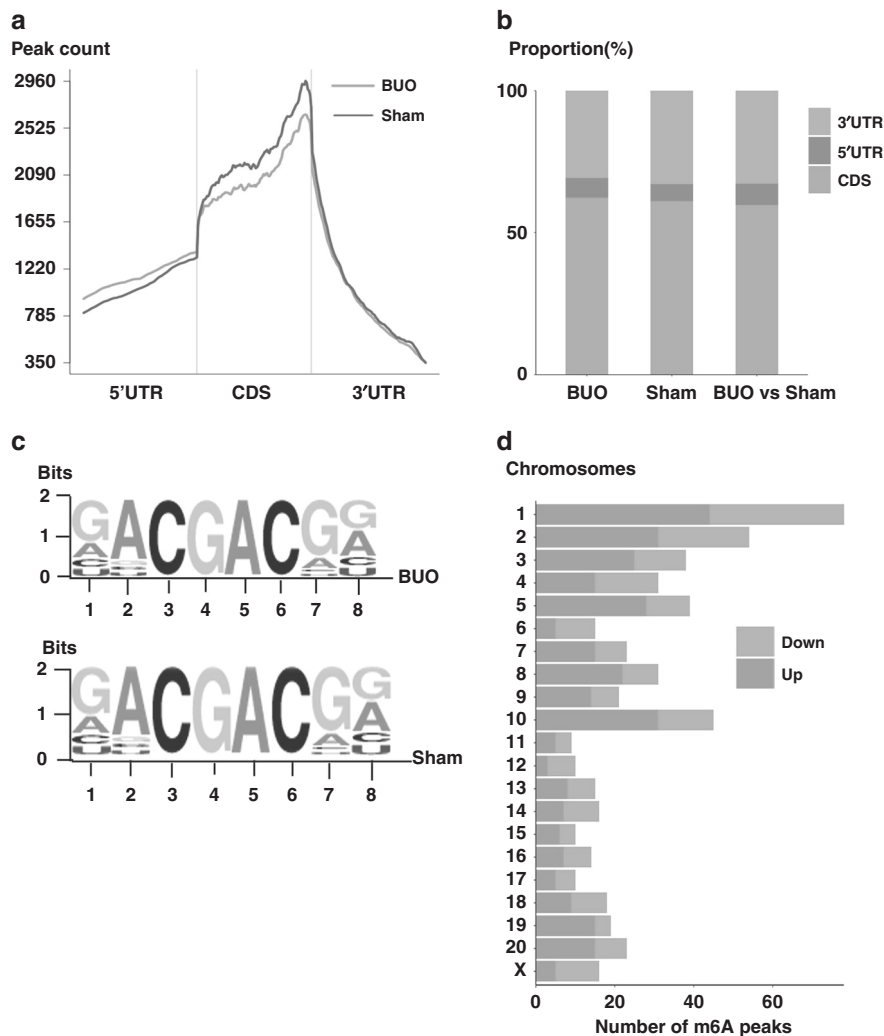 a
Peak count
2960
2525
2090
1655
1220
785
350
BUO
Sham
5'UTR CDS 3′UTR
b
Proportion(%)
100
50
0
3′UTR
5′UTR
CDS
BUO Sham BUO vs Sham
c
Bits
2
1
0
GACGACGG
AA
BUO
1 2 3 4 5 6 7 8
Bits
2
1
0
GACGACGG
AA
Sham
1 2 3 4 5 6 7 8
d
Chromosomes
1
2
3
4
5
6
7
8
9
10
11
12
13
14
15
16
17
18
19
20
X
Down
Up
0 20 40 60
Number of m6A peaks